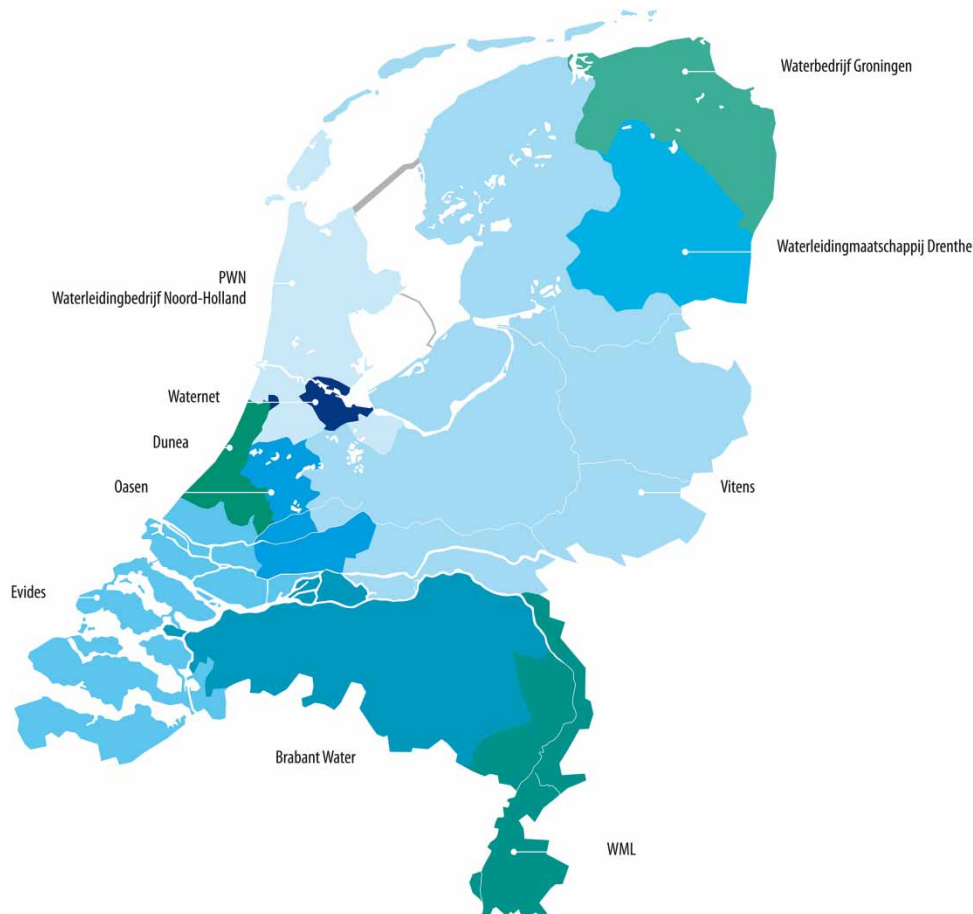 Waterbedrijf Groningen
Waterleidingmaatschappij Drenthe
PWN
Waterleidingbedrijf Noord-Holland
Waternet
Dunea
Oasen
Vitens
Evides
Brabant Water
WML